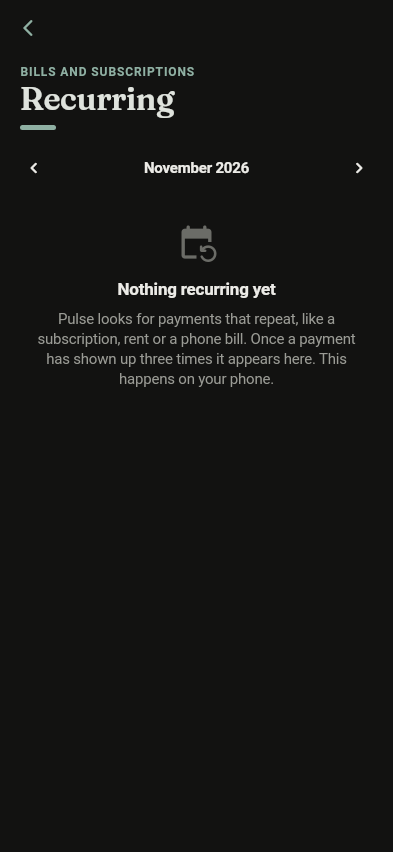 BILLS AND SUBSCRIPTIONS
Recurring
November 2026
Nothing recurring yet
Pulse looks for payments that repeat, like a
subscription, rent or a phone bill. Once a payment
has shown up three times it appears here. This
happens on your phone.